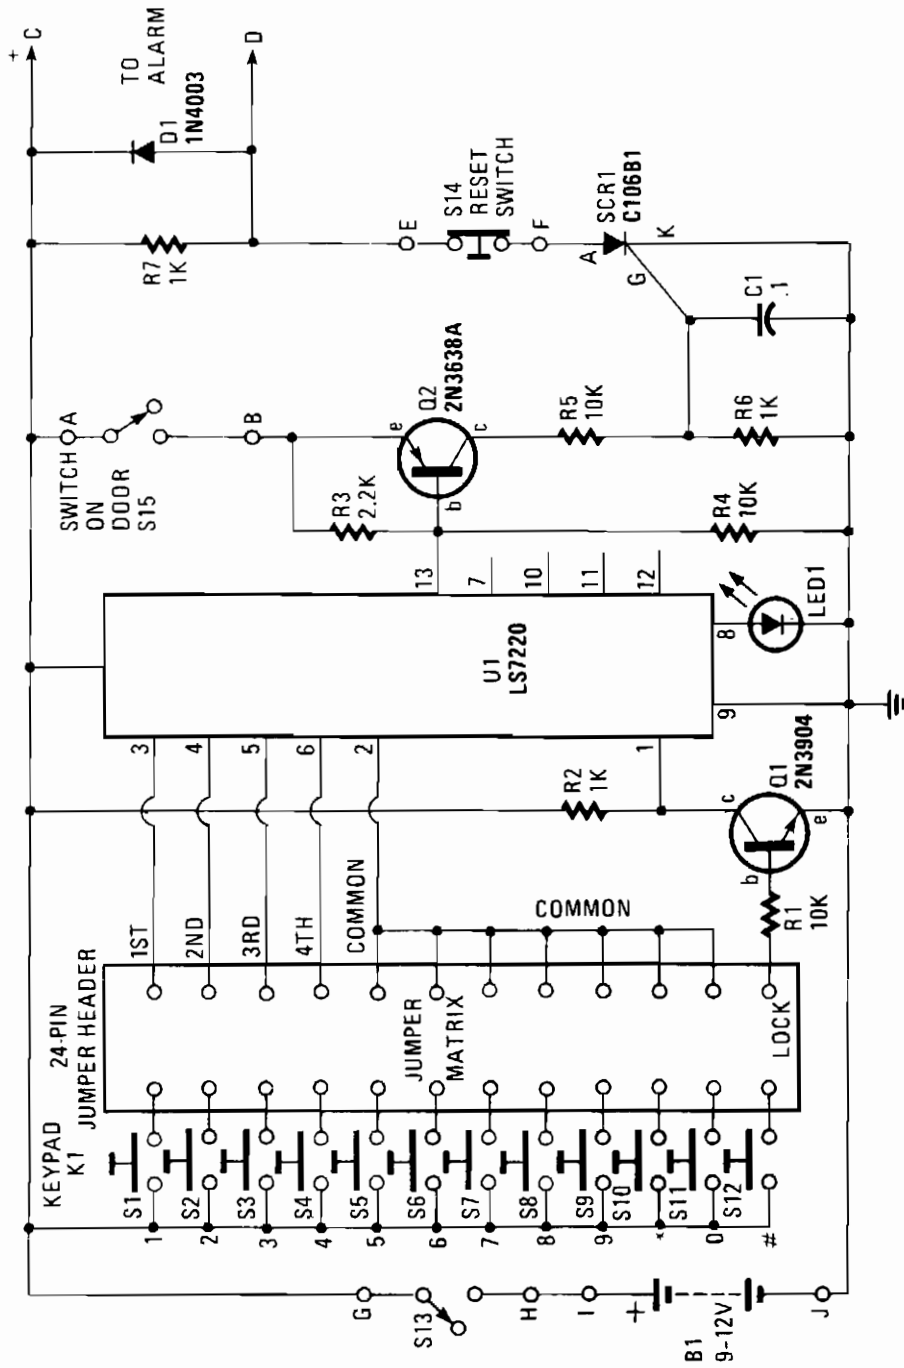 KEYPAD
K1
24-PIN
JUMPER HEADER
S1
S2
S3
S4
S5
S6
S7
S8
S9
S10
S11
S12
1
2
3
4
5
6
7
8
9
*
0
#
G
S13
H
I
+
B1
9-12V
J
JUMPER
MATRIX
LOCK
1ST
2ND
3RD
4TH
COMMON
COMMON
R1
10K
b
c
e
Q1
2N3904
R2
1K
3
4
5
6
2
1
U1
LS7220
9
8
13
7
10
11
12
LED1
SWITCH
ON
DOOR
S15
A
B
R3
2.2K
R4
10K
e
b
c
Q2
2N3638A
R5
10K
R6
1K
C1
.1
R7
1K
D1
1N4003
TO
ALARM
+
C
D
E
S14
RESET
SWITCH
F
A
SCR1
C106B1
G
K